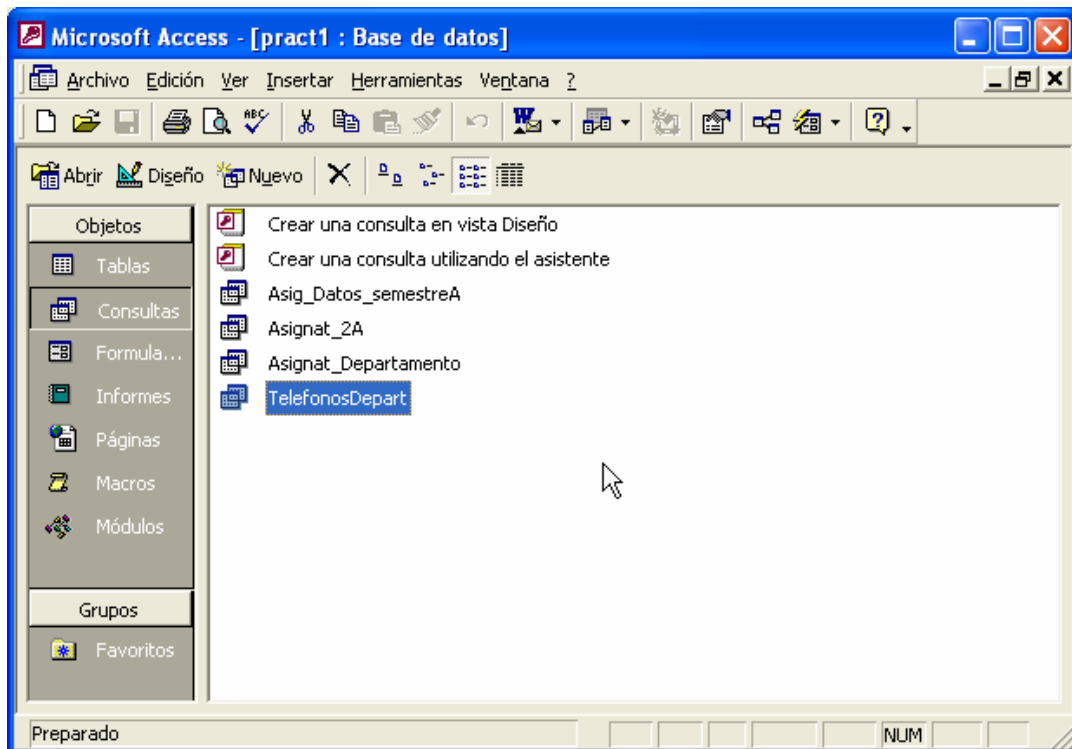 Microsoft Access - [pract1 : Base de datos]
Archivo Edición Ver Insertar Herramientas Ventana ?
ABC W ?
Abrir Diseño Nuevo
Objetos
Tablas
Consultas
Formula...
Informes
Páginas
Macros
Módulos
Grupos
Favoritos
Crear una consulta en vista Diseño
Crear una consulta utilizando el asistente
Asig_Datos_semestreA
Asignat_2A
Asignat_Departamento
TelefonosDepart
Preparado NUM